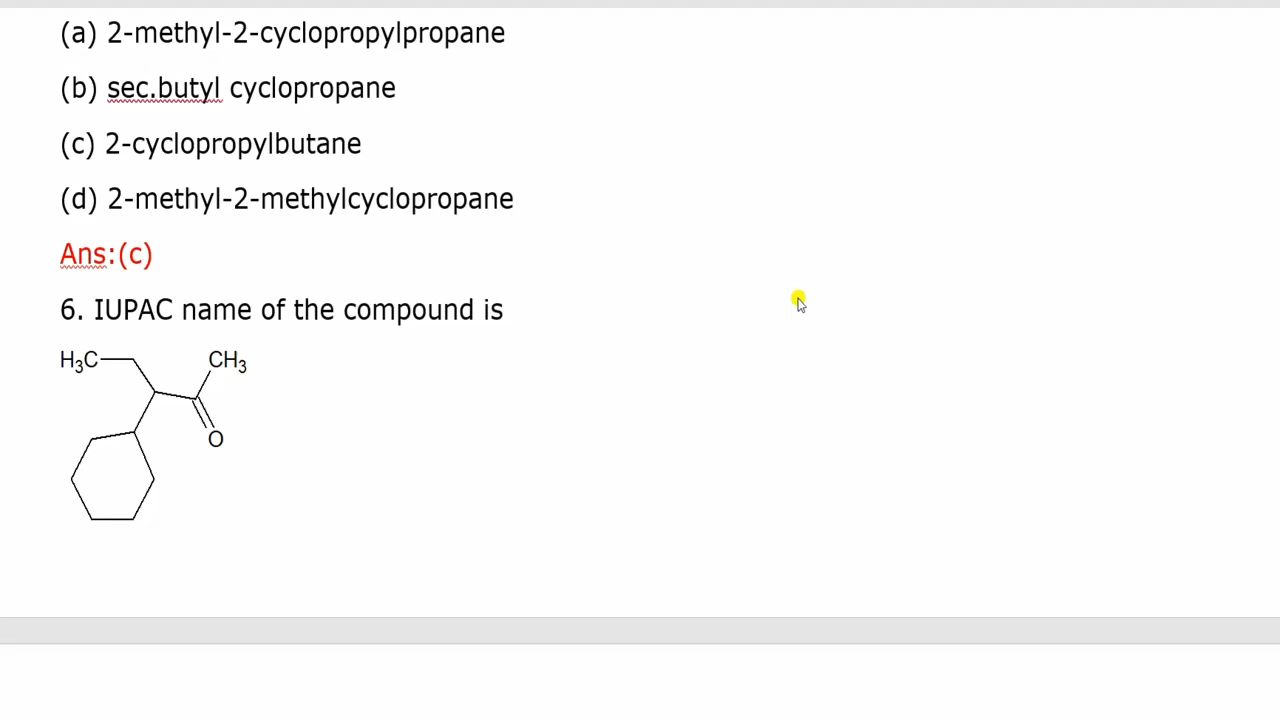 (a) 2-methyl-2-cyclopropylpropane
(b) sec.butyl cyclopropane
(c) 2-cyclopropylbutane
(d) 2-methyl-2-methylcyclopropane
Ans:(c)
6. IUPAC name of the compound is
H₃C CH₃
O